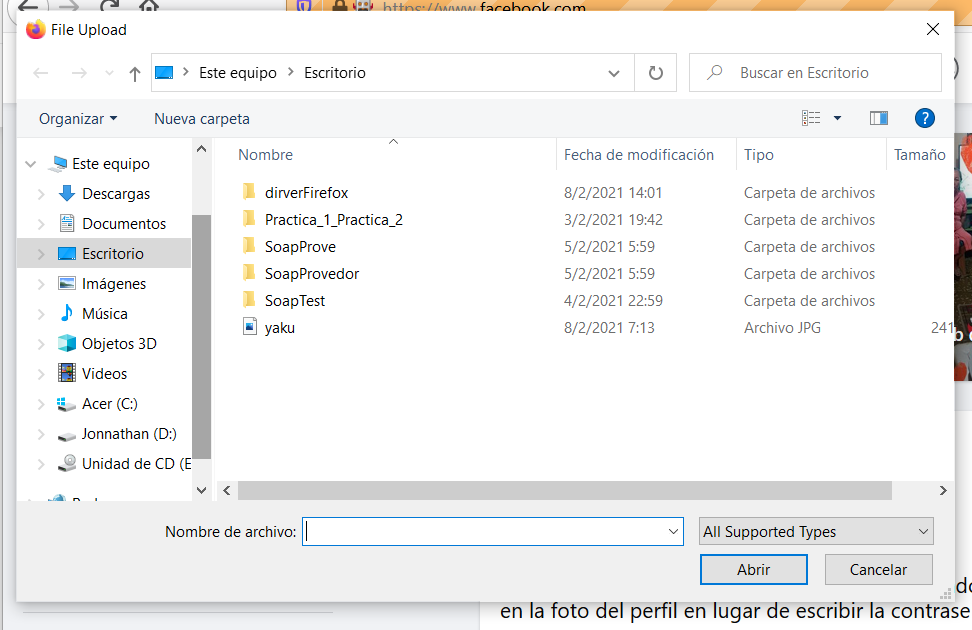 https://www.facebook.com
File Upload
Este equipo Escritorio
Buscar en Escritorio
Organizar Nueva carpeta
Nombre Fecha de modificación Tipo Tamaño
Este equipo
Descargas
Documentos
Escritorio
Imágenes
Música
Objetos 3D
Videos
Acer (C:)
Jonnathan (D:)
Unidad de CD (E
dirverFirefox 8/2/2021 14:01 Carpeta de archivos
Practica_1_Practica_2 3/2/2021 19:42 Carpeta de archivos
SoapProve 5/2/2021 5:59 Carpeta de archivos
SoapProvedor 5/2/2021 5:59 Carpeta de archivos
SoapTest 4/2/2021 22:59 Carpeta de archivos
yaku 8/2/2021 7:13 Archivo JPG 241
Nombre de archivo: All Supported Types
Abrir Cancelar
en la foto del perfil en lugar de escribir la contrase